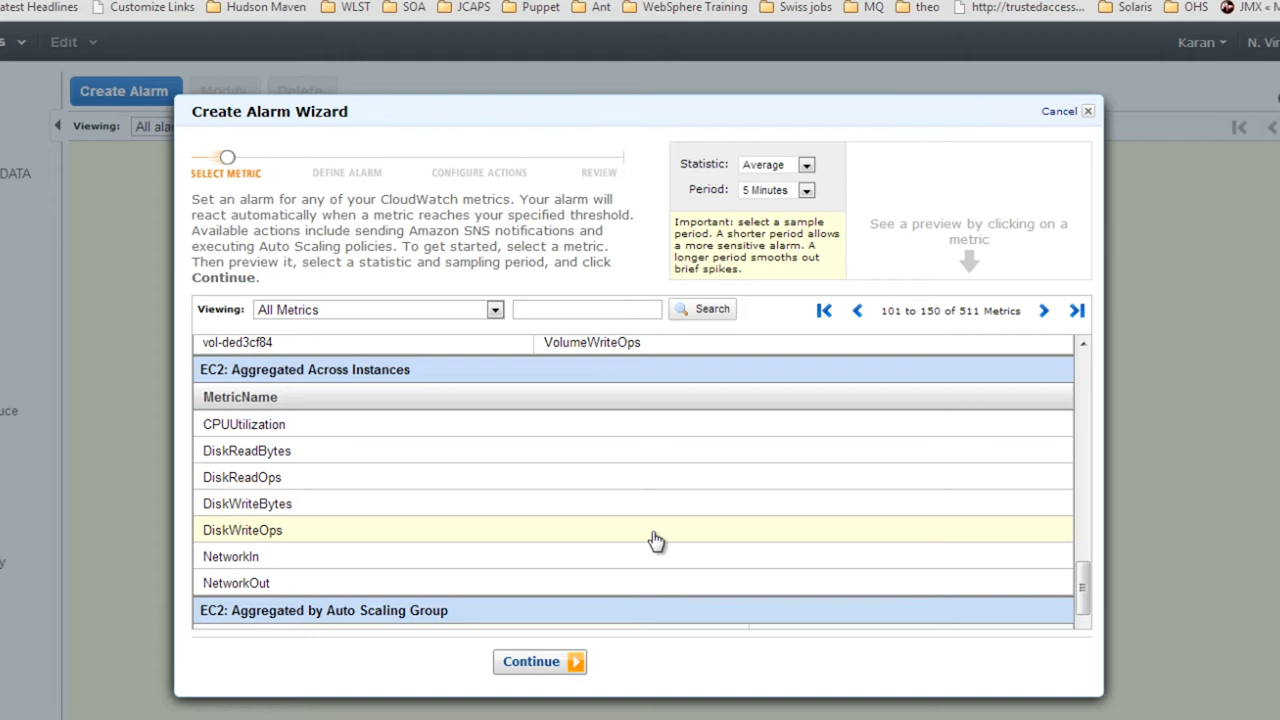 atest Headlines Customize Links Hudson Maven WLST SOA JCAPS Puppet Ant WebSphere Training Swiss jobs MQ theo http://trustedaccess... Solaris OHS JMX « M
s Edit Karan N. Vir
Create Alarm Modify Delete
Viewing: All alar
DATA
uce
y
Create Alarm Wizard Cancel
SELECT METRIC DEFINE ALARM CONFIGURE ACTIONS REVIEW
Set an alarm for any of your CloudWatch metrics. Your alarm will
react automatically when a metric reaches your specified threshold.
Available actions include sending Amazon SNS notifications and
executing Auto Scaling policies. To get started, select a metric.
Then preview it, select a statistic and sampling period, and click
Continue.
Statistic: Average
Period: 5 Minutes
Important: select a sample
period. A shorter period allows
a more sensitive alarm. A
longer period smooths out
brief spikes.
See a preview by clicking on a
metric
Viewing: All Metrics Search 101 to 150 of 511 Metrics
vol-ded3cf84 VolumeWriteOps
EC2: Aggregated Across Instances
MetricName
CPUUtilization
DiskReadBytes
DiskReadOps
DiskWriteBytes
DiskWriteOps
NetworkIn
NetworkOut
EC2: Aggregated by Auto Scaling Group
Continue